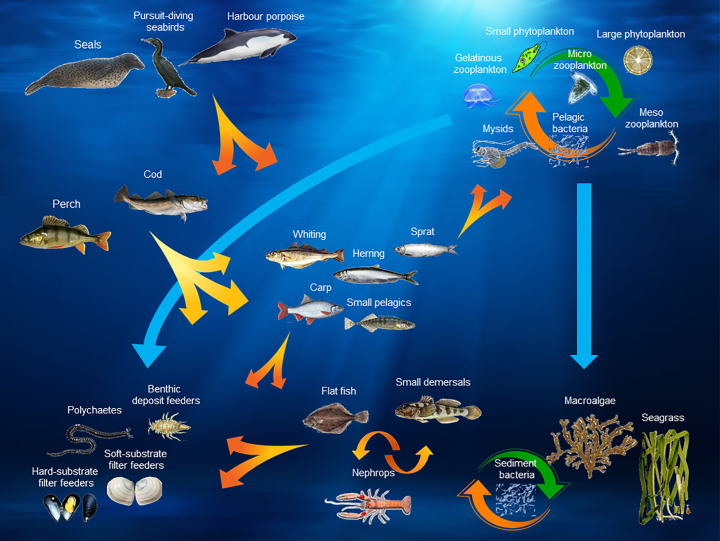 Pursuit-diving
seabirds
Harbour porpoise
Seals
Small phytoplankton
Large phytoplankton
Gelatinous
zooplankton
Micro
zooplankton
Meso
zooplankton
Mysids
Pelagic
bacteria
Cod
Perch
Whiting
Sprat
Herring
Carp
Small pelagics
Benthic
deposit feeders
Polychaetes
Flat fish
Small demersals
Macroalgae
Seagrass
Soft-substrate
filter feeders
Hard-substrate
filter feeders
Nephrops
Sediment
bacteria